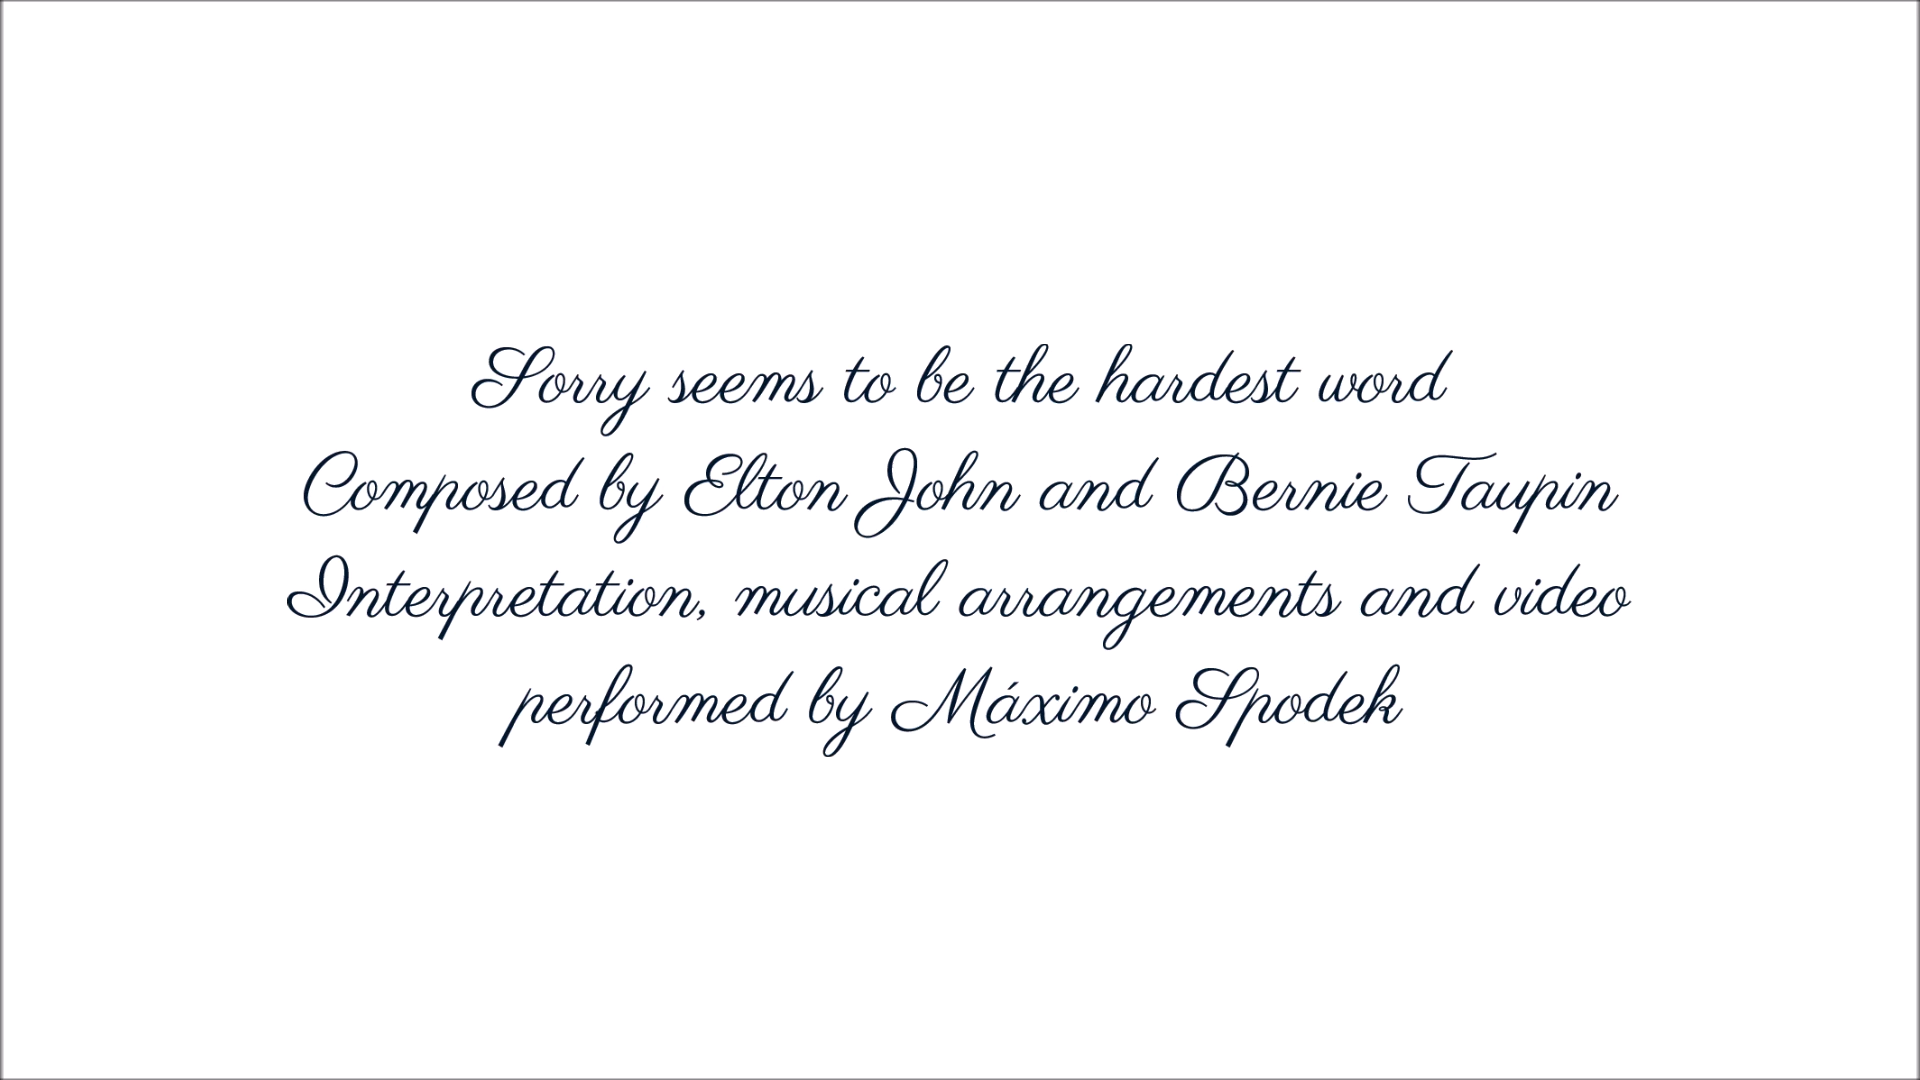 Sorry seems to be the hardest word
Composed by Elton John and Bernie Taupin
Interpretation, musical arrangements and video
performed by Máximo Spodek